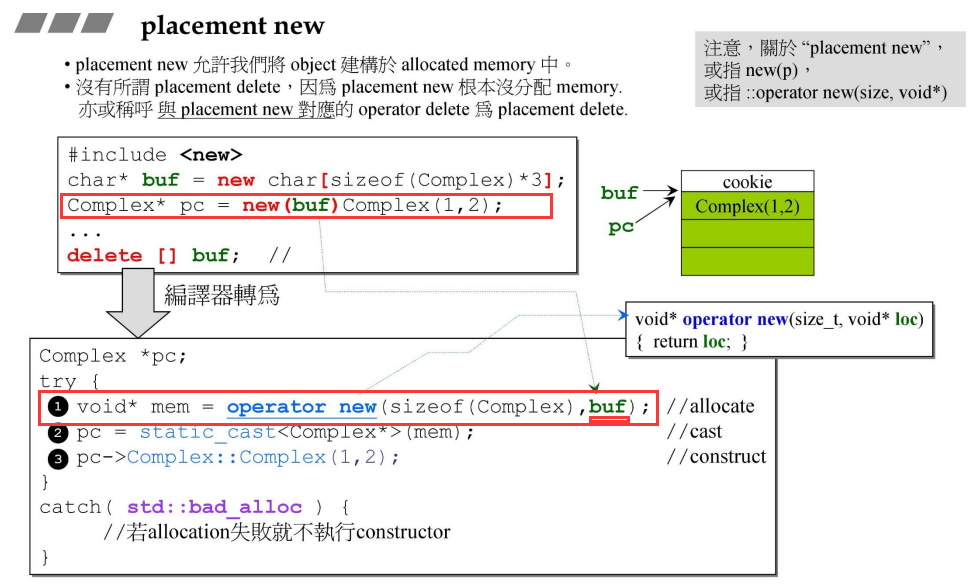 placement new
• placement new 允許我們將 object 建構於 allocated memory 中。
• 沒有所謂 placement delete，因為 placement new 根本沒分配 memory.
亦或稱呼 與 placement new 對應的 operator delete 為 placement delete.
注意，關於 “placement new”，
或指 new(p)，
或指 ::operator new(size, void*)
#include <new>
char* buf = new char[sizeof(Complex)*3];
Complex* pc = new(buf)Complex(1,2);
...
delete [] buf; //
buf
pc
cookie
Complex(1,2)
編譯器轉為
void* operator new(size_t, void* loc)
{ return loc; }
Complex *pc;
try {
1 void* mem = operator new(sizeof(Complex),buf); //allocate
2 pc = static_cast<Complex*>(mem); //cast
3 pc->Complex::Complex(1,2); //construct
}
catch( std::bad_alloc ) {
//若allocation失敗就不執行constructor
}